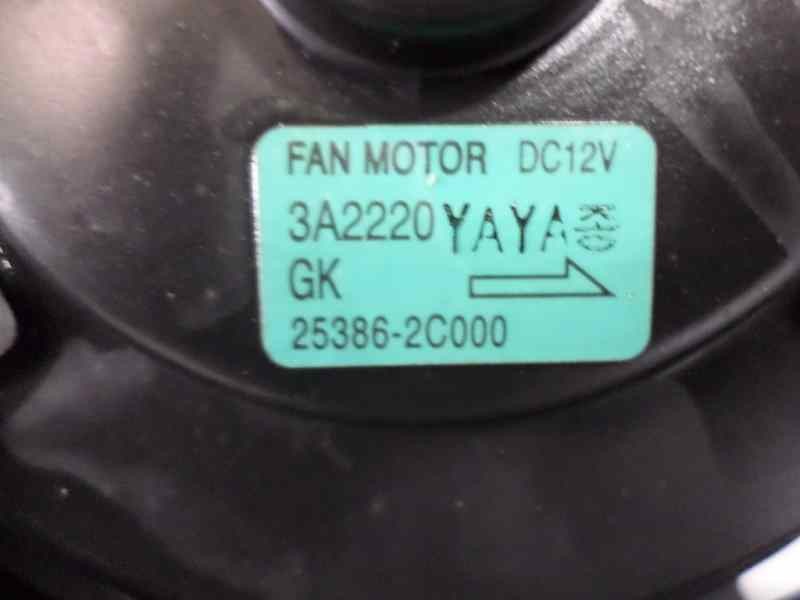 FAN MOTOR DC12V
3A2220 YAYA
GK
25386-2C000